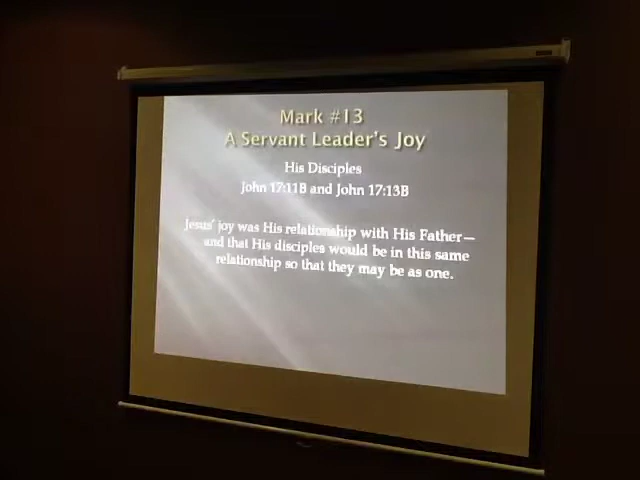 Mark #13
A Servant Leader's Joy
His Disciples
John 17:11B and John 17:13B
Jesus' joy was His relationship with His Father—
and that His disciples would be in this same
relationship so that they may be as one.